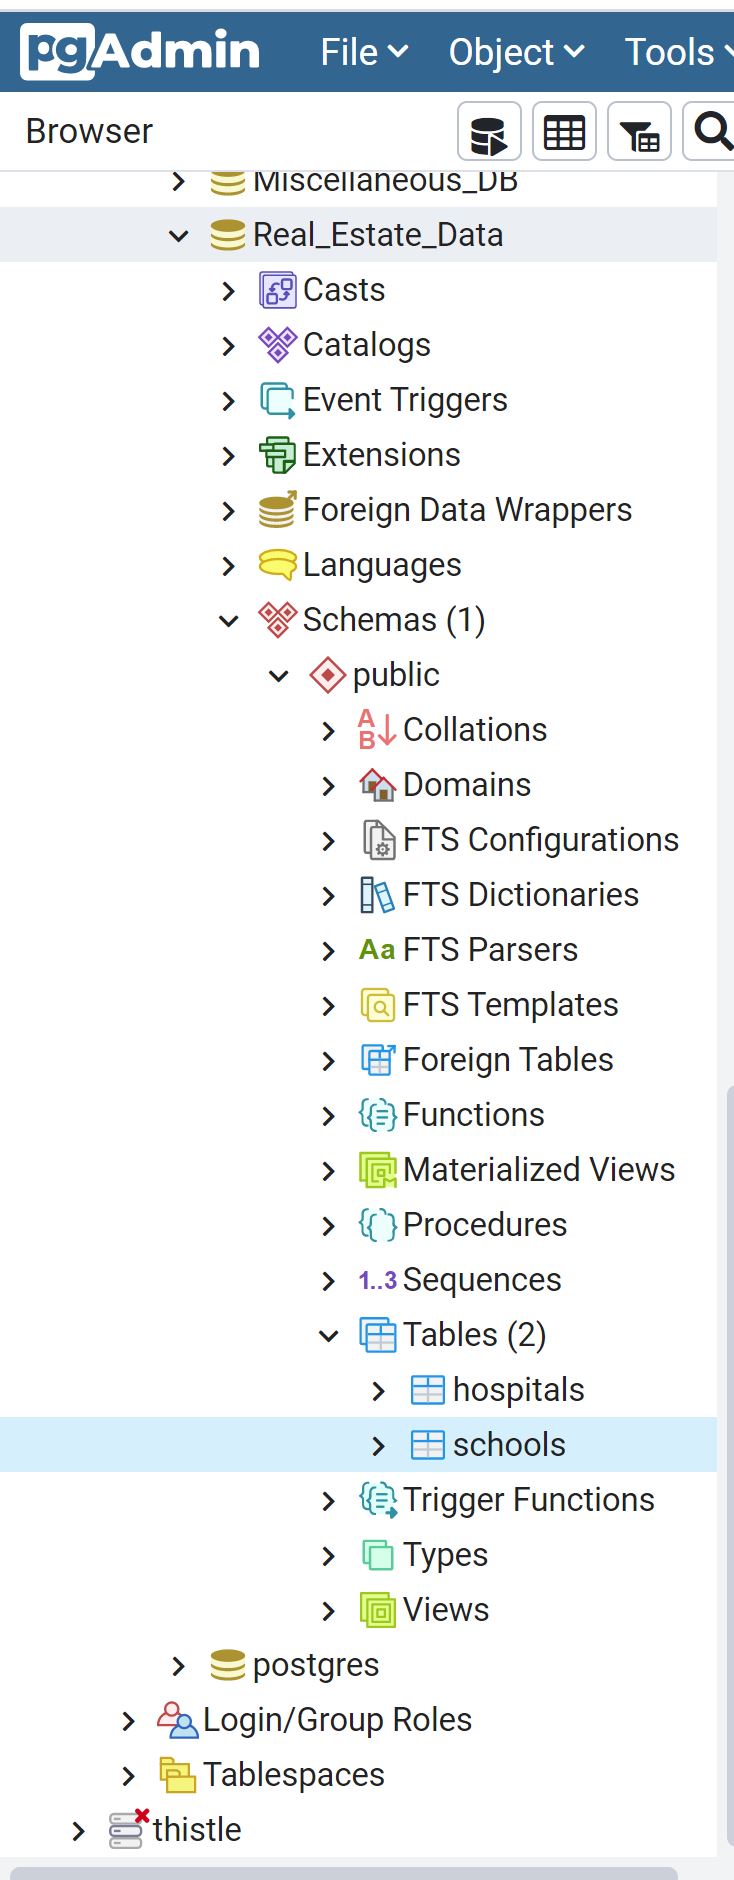 pgAdmin File Object Tools
Browser
Miscellaneous_DB
Real_Estate_Data
Casts
Catalogs
Event Triggers
Extensions
Foreign Data Wrappers
Languages
Schemas (1)
public
A B Collations
Domains
FTS Configurations
FTS Dictionaries
Aa FTS Parsers
FTS Templates
Foreign Tables
Functions
Materialized Views
Procedures
1..3 Sequences
Tables (2)
hospitals
schools
Trigger Functions
Types
Views
postgres
Login/Group Roles
Tablespaces
thistle